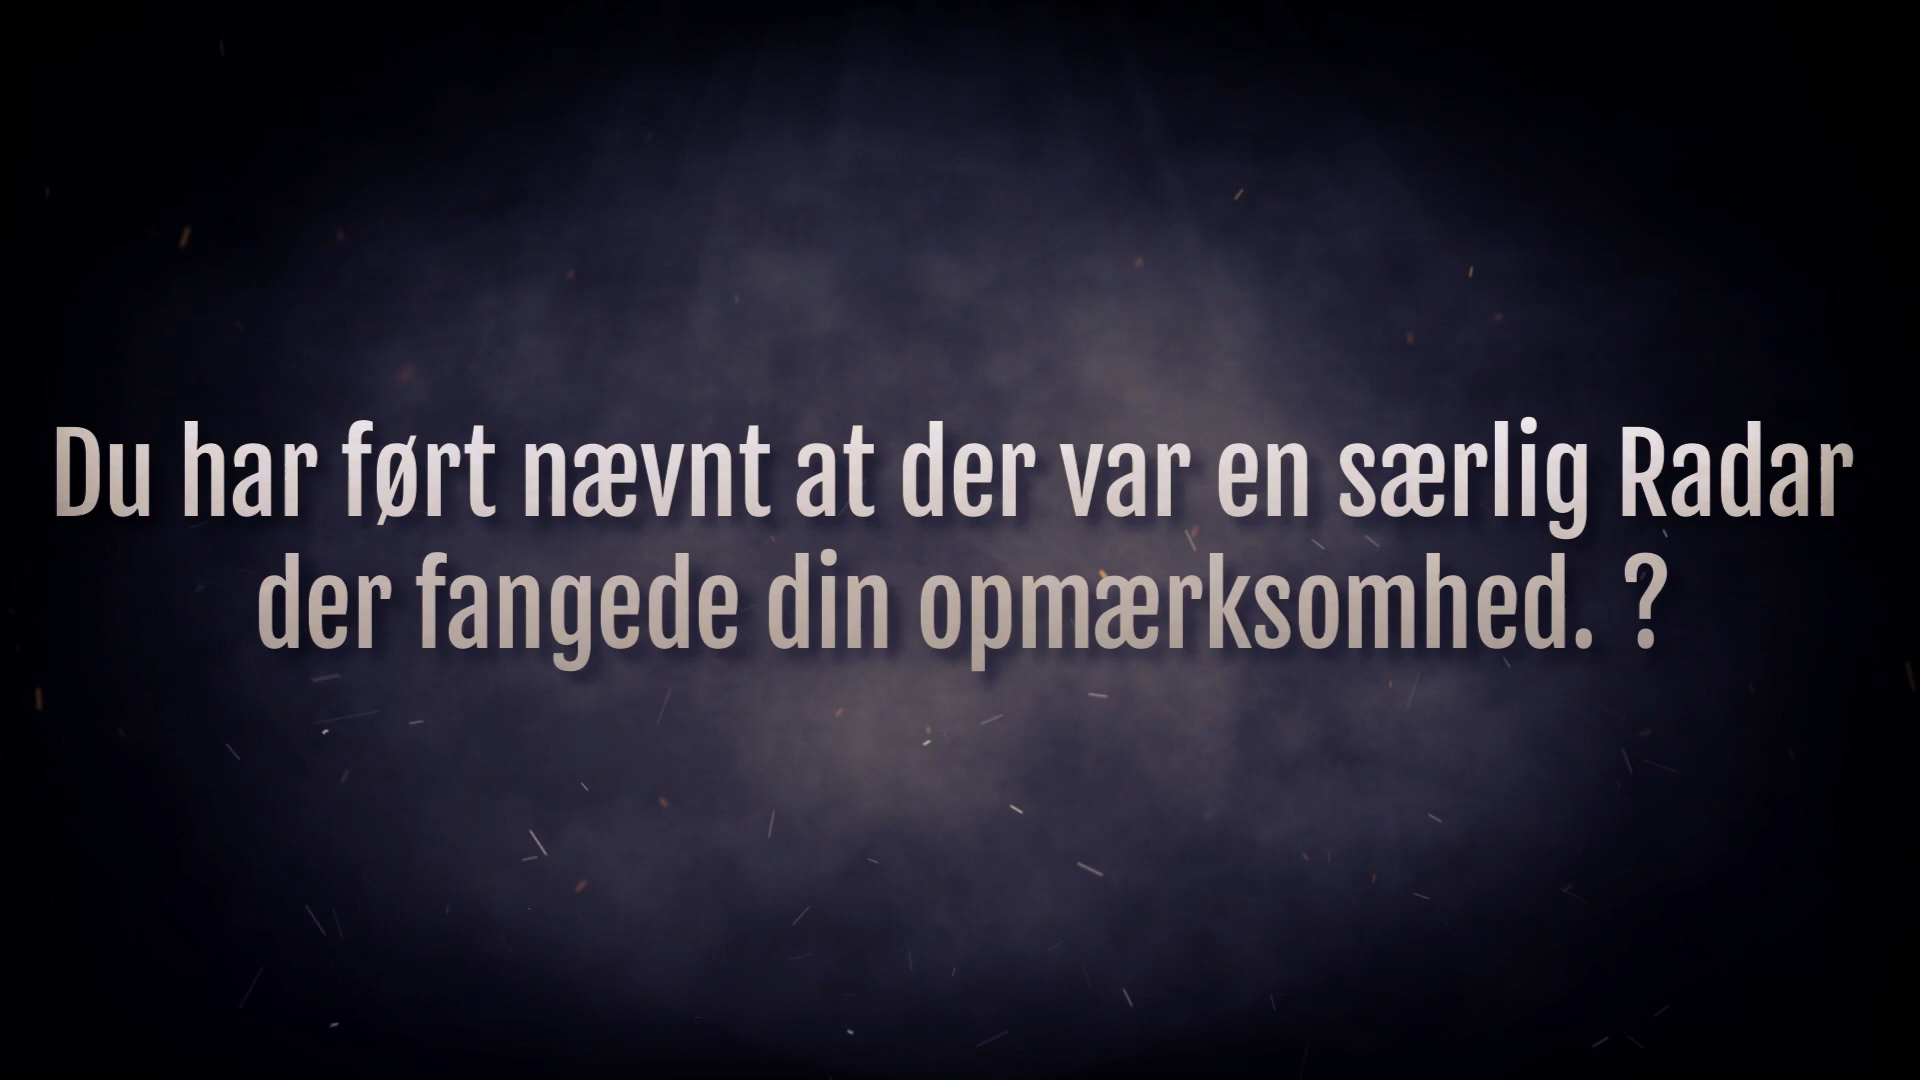 Du har ført nævnt at der var en særlig Radar
der fangede din opmærksomhed. ?